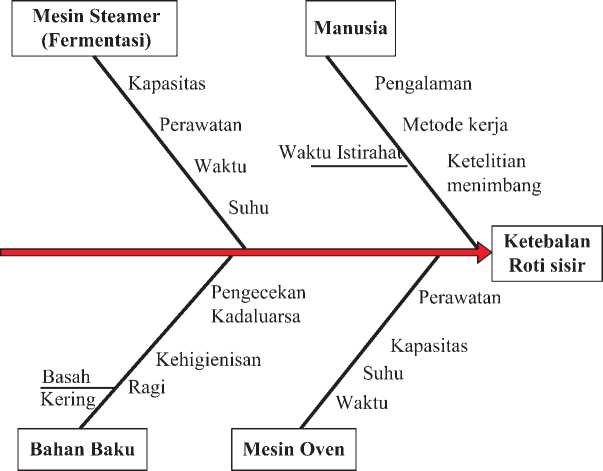 Mesin Steamer
(Fermentasi)
Manusia
Kapasitas
Perawatan
Waktu
Suhu
Pengalaman
Metode kerja
Waktu Istirahat
Ketelitian
menimbang
Ketebalan
Roti sisir
Pengecekan
Kadaluarsa
Kehigienisan
Ragi
Basah
Kering
Perawatan
Kapasitas
Suhu
Waktu
Bahan Baku
Mesin Oven